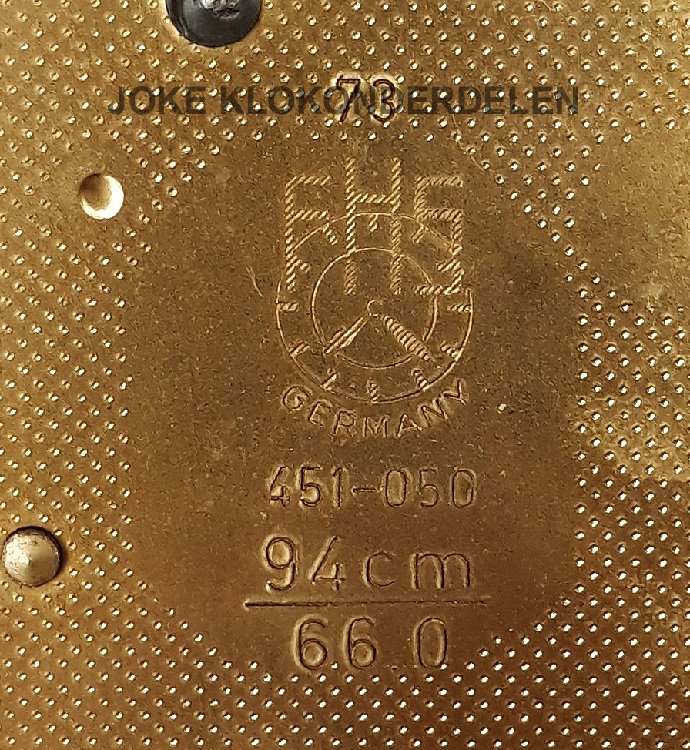 73
JOKE KLOKONDERDELEN
FHS
GERMANY
451-050
94cm
66 0